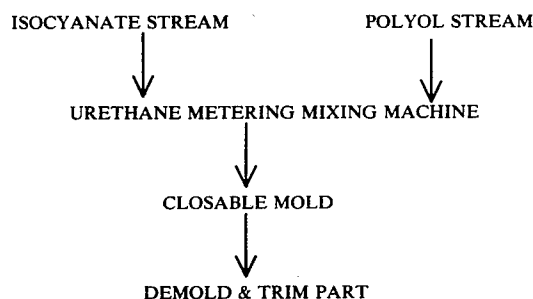 ISOCYANATE STREAM
POLYOL STREAM
URETHANE METERING MIXING MACHINE
CLOSABLE MOLD
DEMOLD & TRIM PART